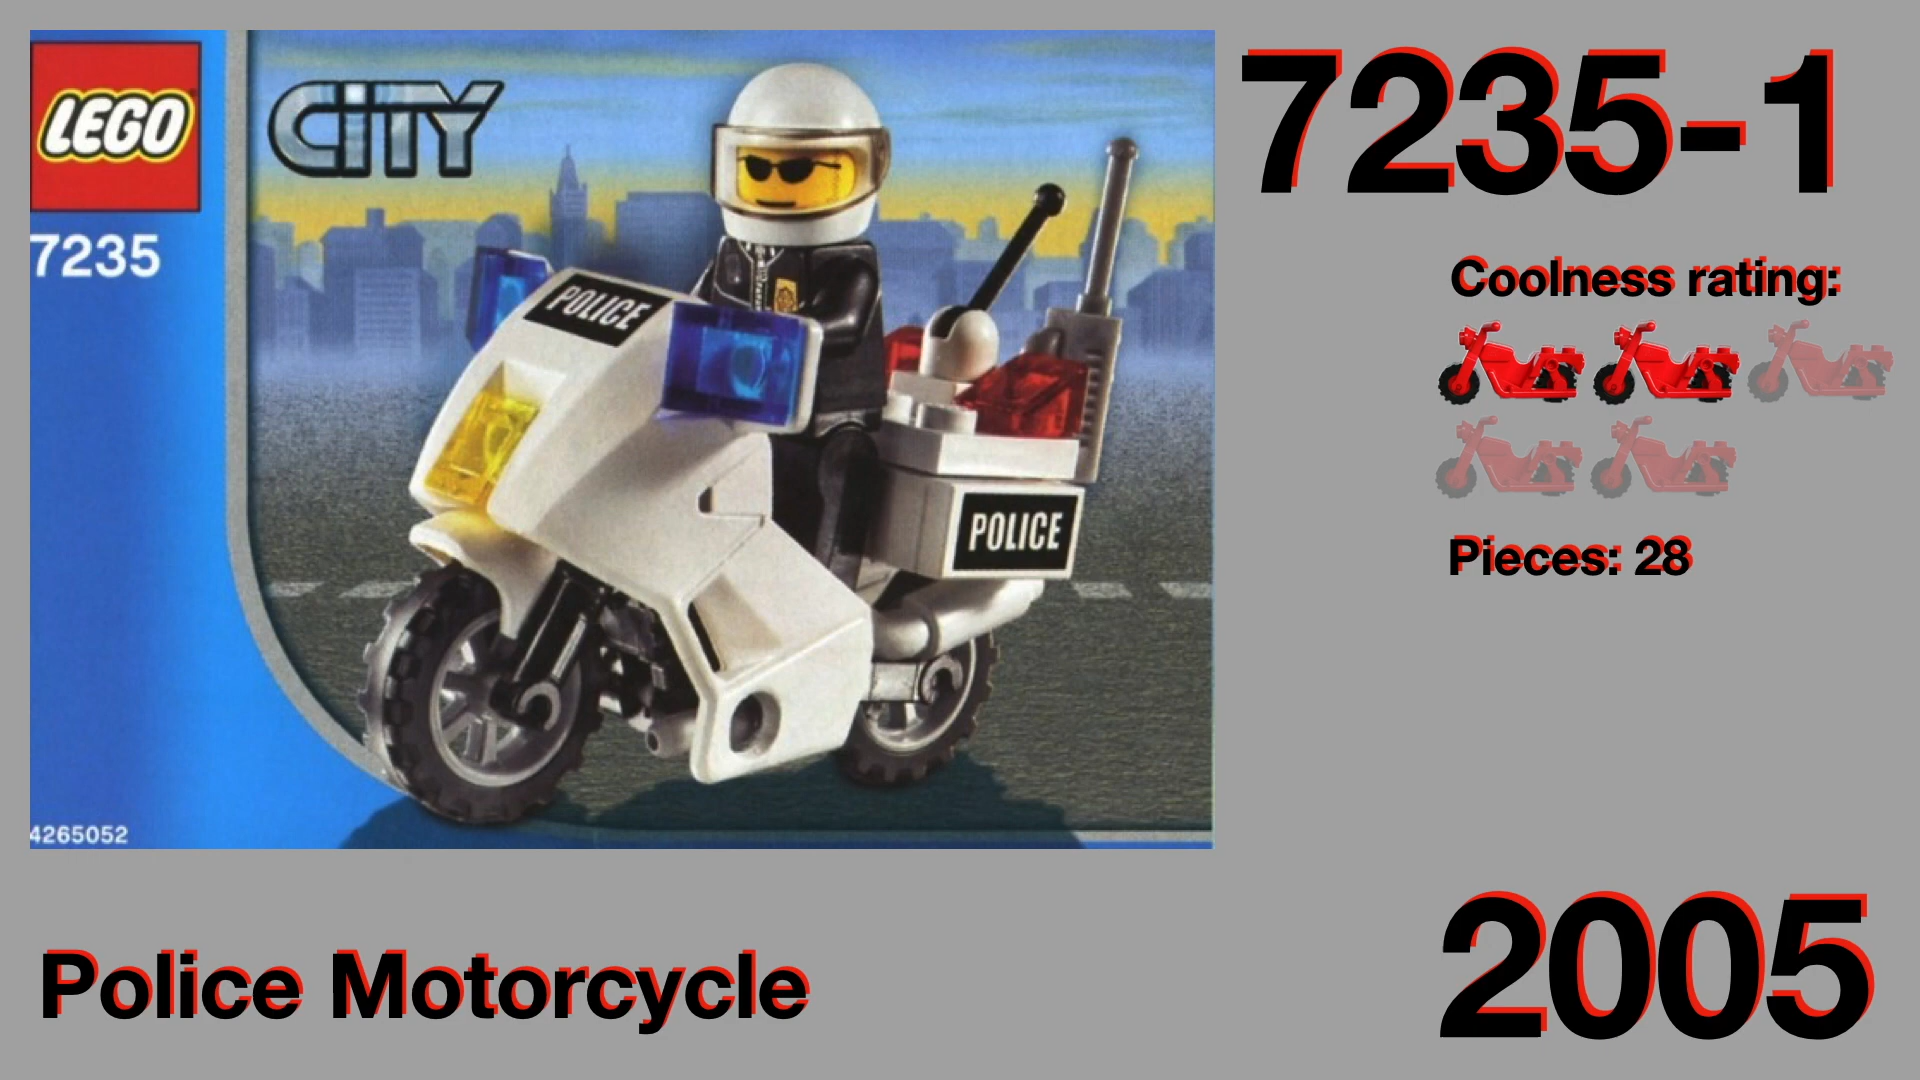 LEGO
CITY
7235
POLICE
POLICE
4265052
7235-1
Coolness rating:
Pieces: 28
Police Motorcycle
2005